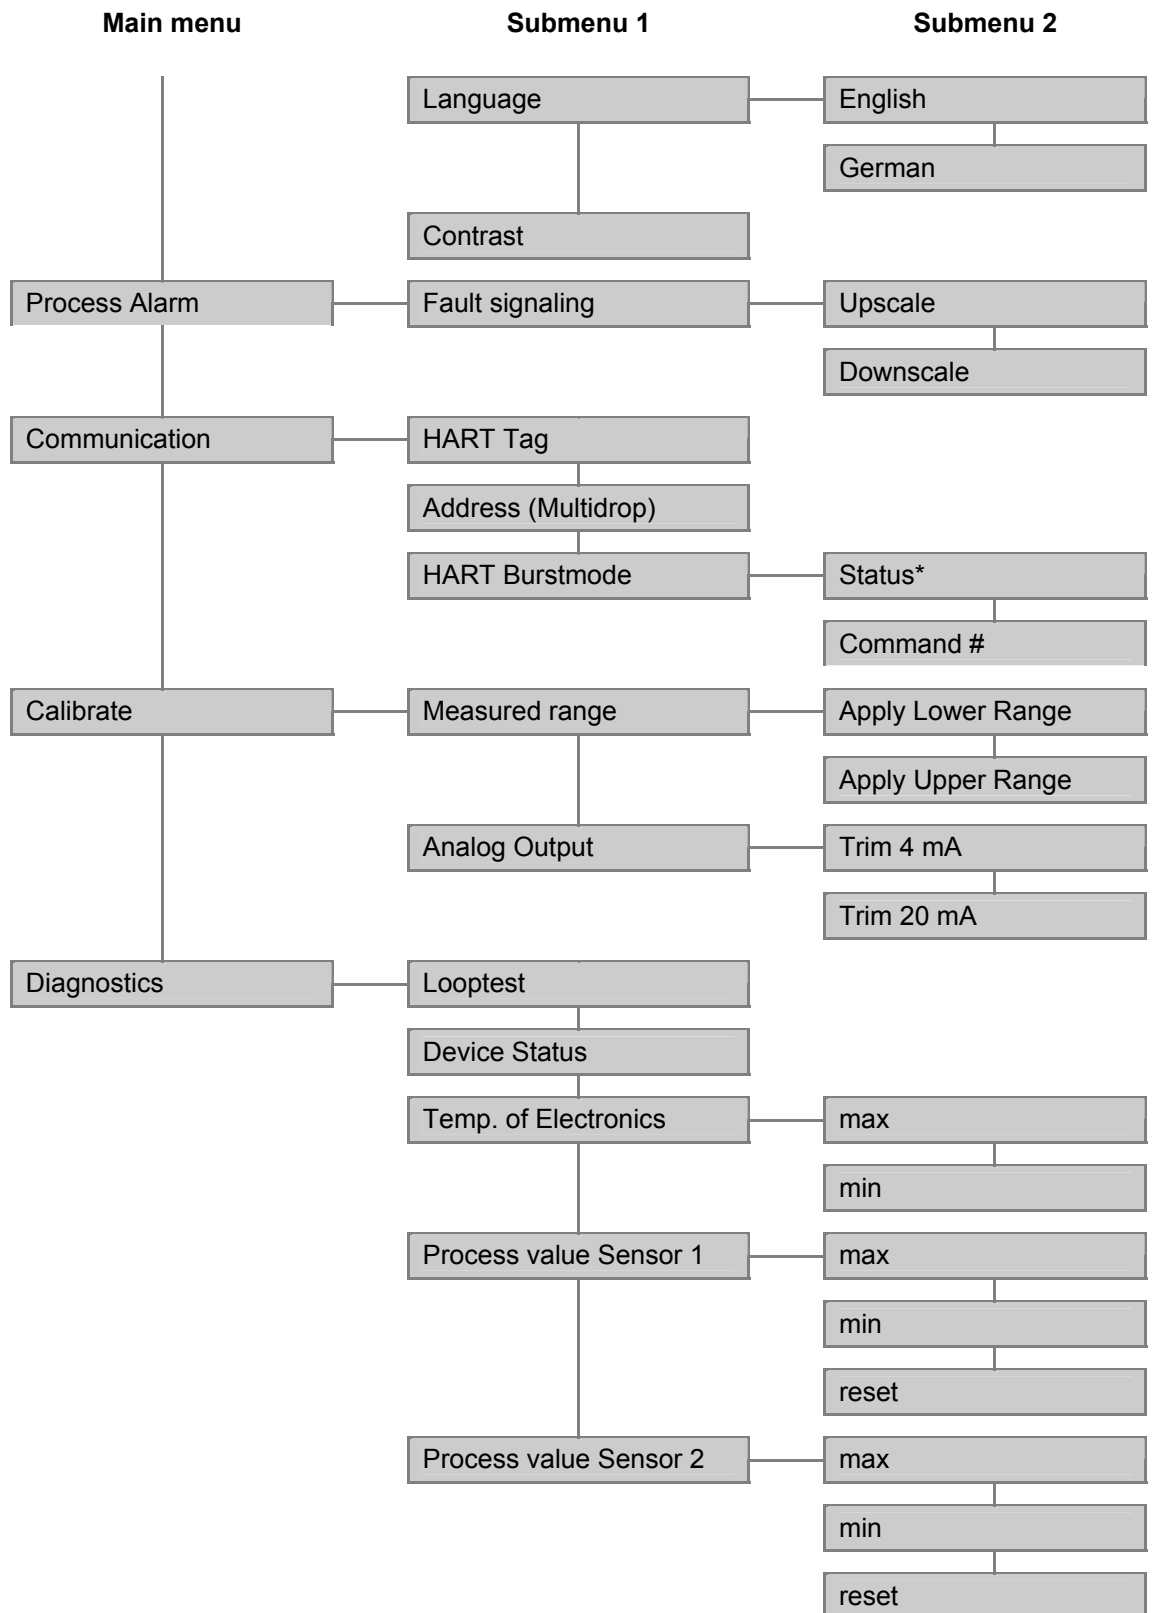 Main menu Submenu 1 Submenu 2
Language English
German
Contrast
Process Alarm Fault signaling Upscale
Downscale
Communication HART Tag
Address (Multidrop)
HART Burstmode Status*
Command #
Calibrate Measured range Apply Lower Range
Apply Upper Range
Analog Output Trim 4 mA
Trim 20 mA
Diagnostics Looptest
Device Status
Temp. of Electronics max
min
Process value Sensor 1 max
min
reset
Process value Sensor 2 max
min
reset